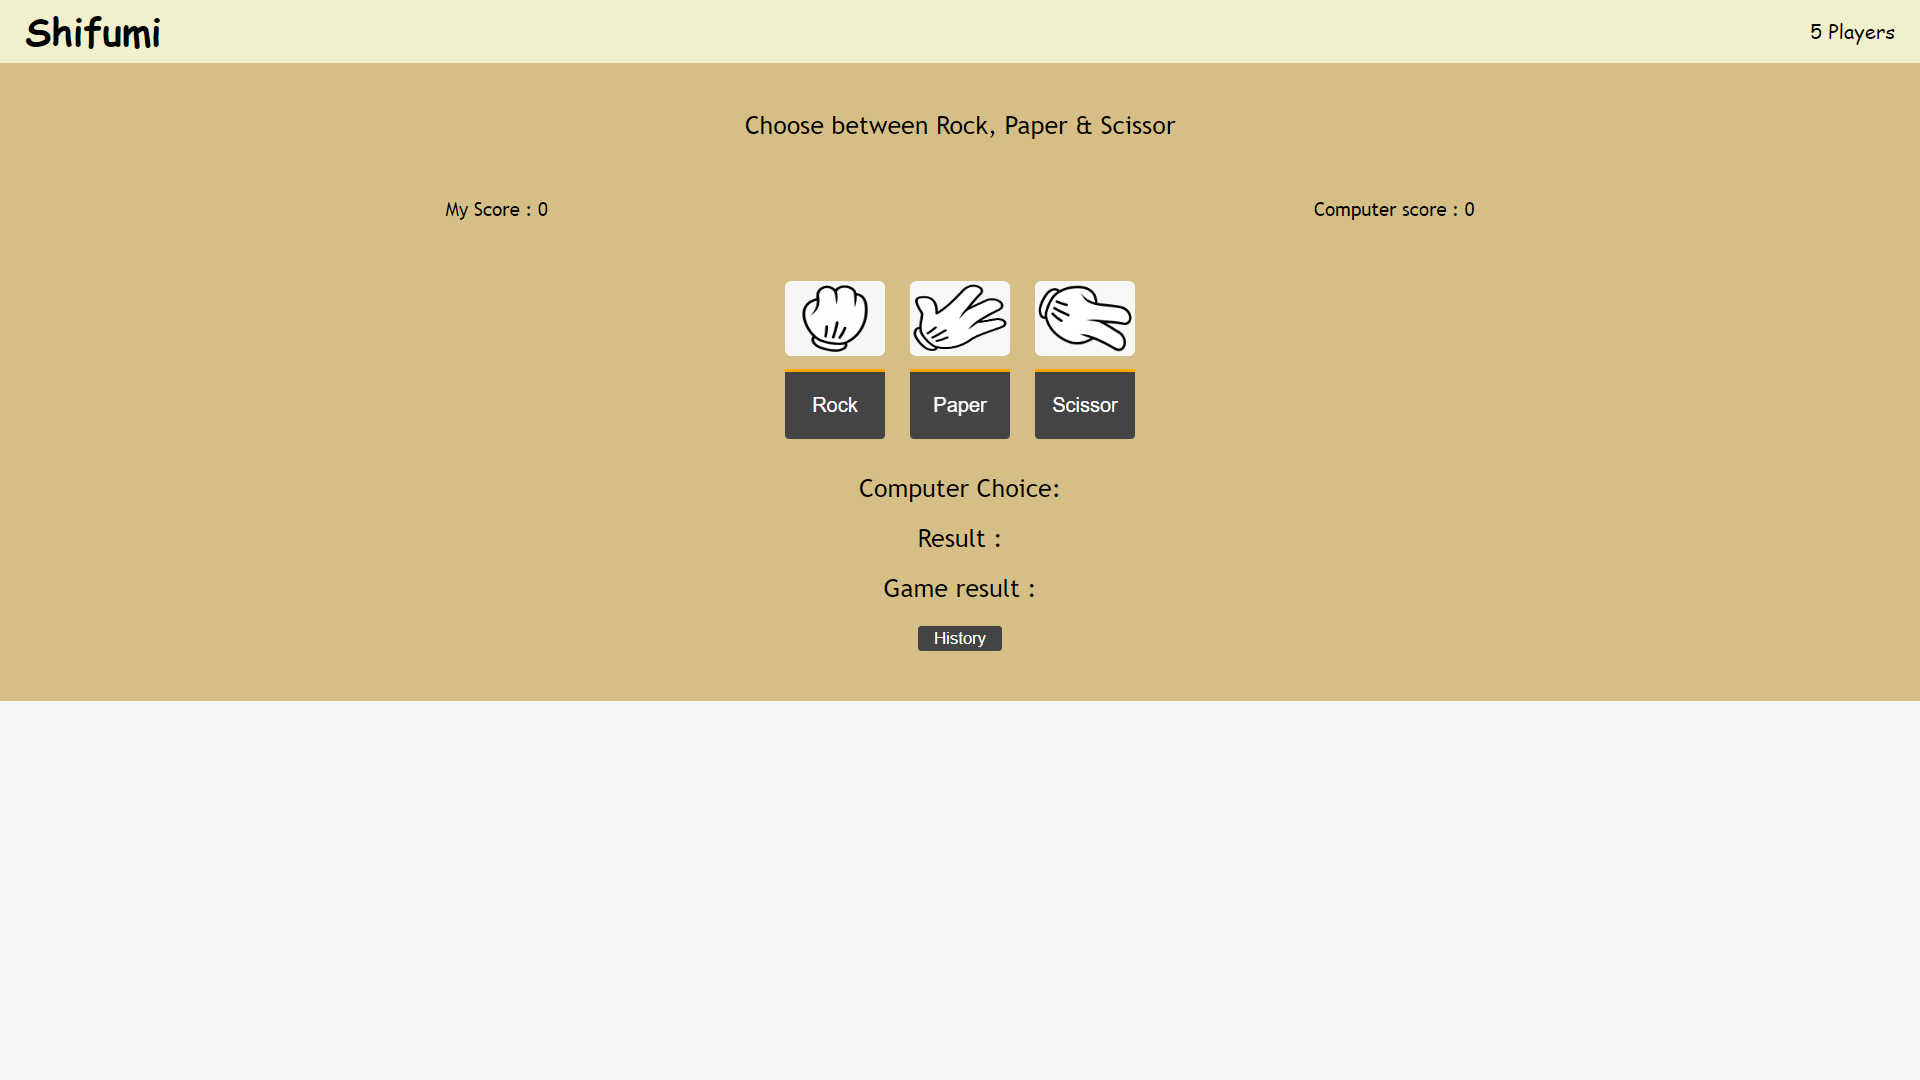 Shifumi
5 Players
Choose between Rock, Paper & Scissor
My Score : 0
Computer score : 0
Rock
Paper
Scissor
Computer Choice:
Result :
Game result :
History